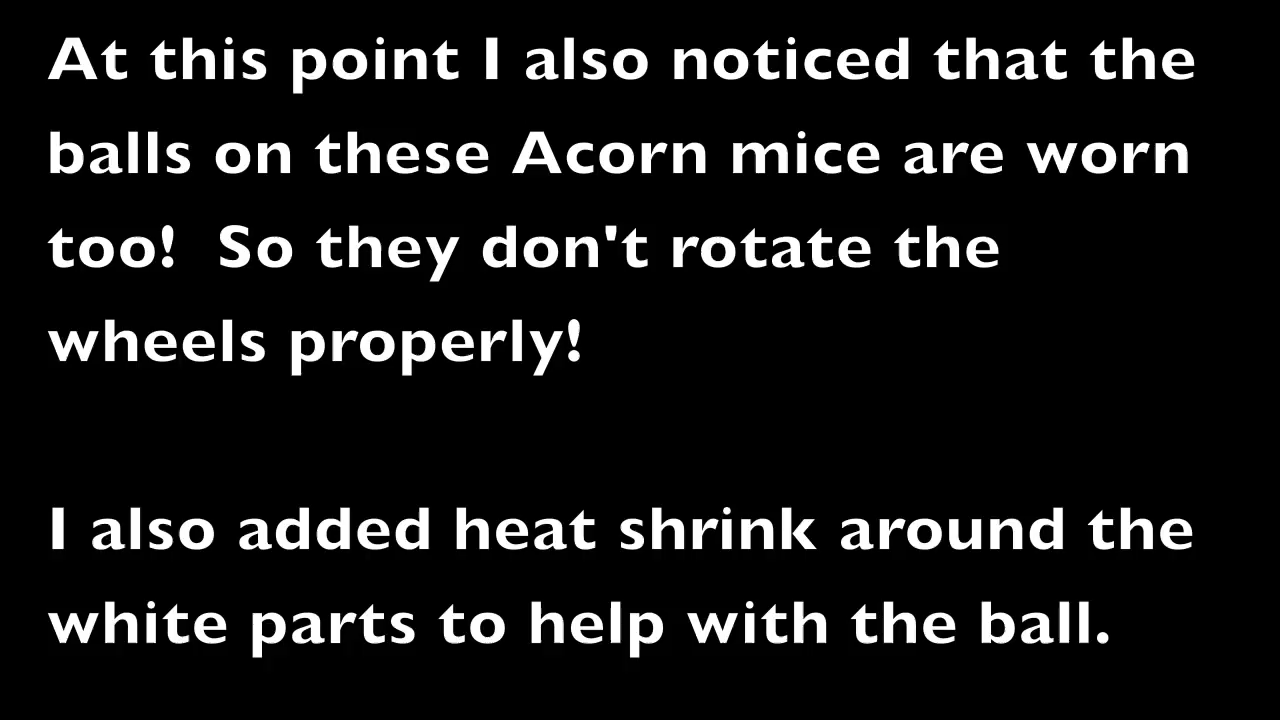 At this point I also noticed that the
balls on these Acorn mice are worn
too!  So they don't rotate the
wheels properly!
I also added heat shrink around the
white parts to help with the ball.